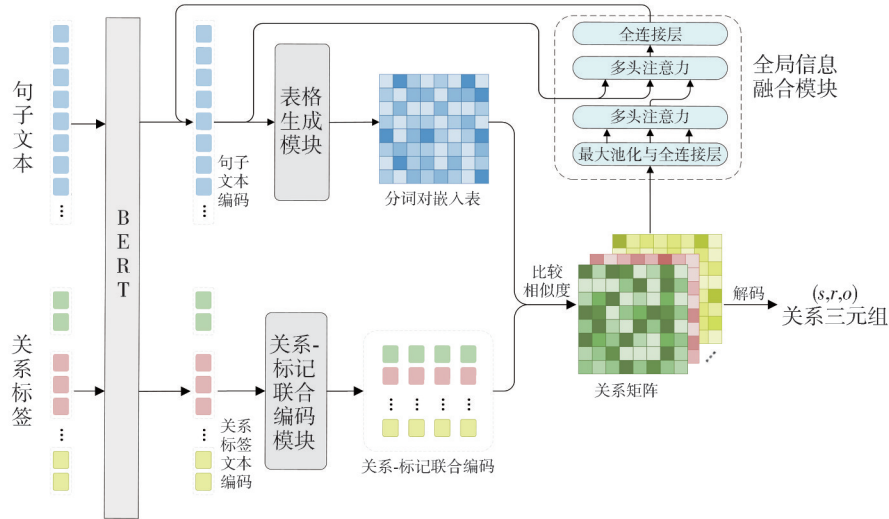 句子文本
关系标签
BERT
句子
文本
编码
关系
标签
文本
编码
表格
生成
模块
关系-
标记
联合
编码
模块
分词对嵌入表
关系-标记联合编码
比较
相似度
全连接层
多头注意力
多头注意力
最大池化与全连接层
全局信息
融合模块
关系矩阵
解码
(s,r,o)
关系三元组